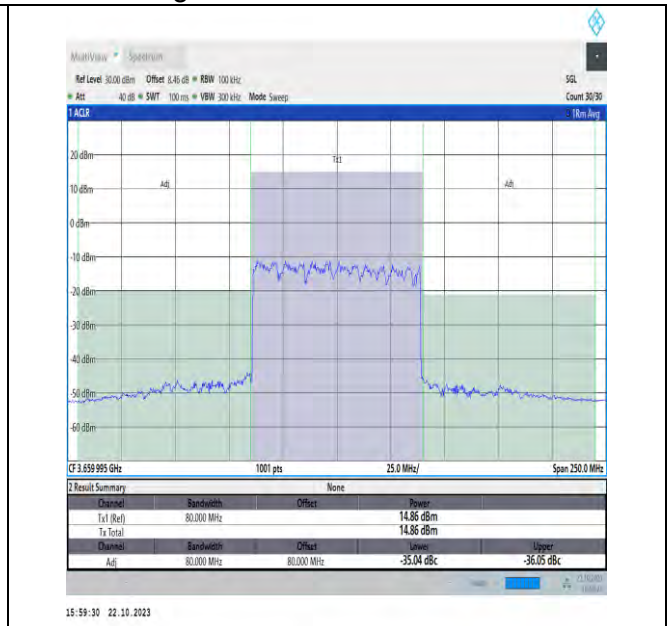 MultiView Spectrum
Ref Level 30.00 dBm Offset 8.46 dB RBW 100 kHz SGL
Att 40 dB SWT 100 ms VBW 300 kHz Mode Sweep Count 30/30
1 ACLR 1Rm Avg
20 dBm
Tx1
Adj Adj
10 dBm
0 dBm
-10 dBm
-20 dBm
-30 dBm
-40 dBm
-50 dBm
-60 dBm
CF 3.659 995 GHz 1001 pts 25.0 MHz/ Span 250.0 MHz
2 Result Summary None
Channel Bandwidth Offset Power
Tx1 (Ref) 80.000 MHz 14.86 dBm
Tx Total 14.86 dBm
Channel Bandwidth Offset Lower Upper
Adj 80.000 MHz 80.000 MHz -35.04 dBc -36.05 dBc
15:59:30 22.10.2023